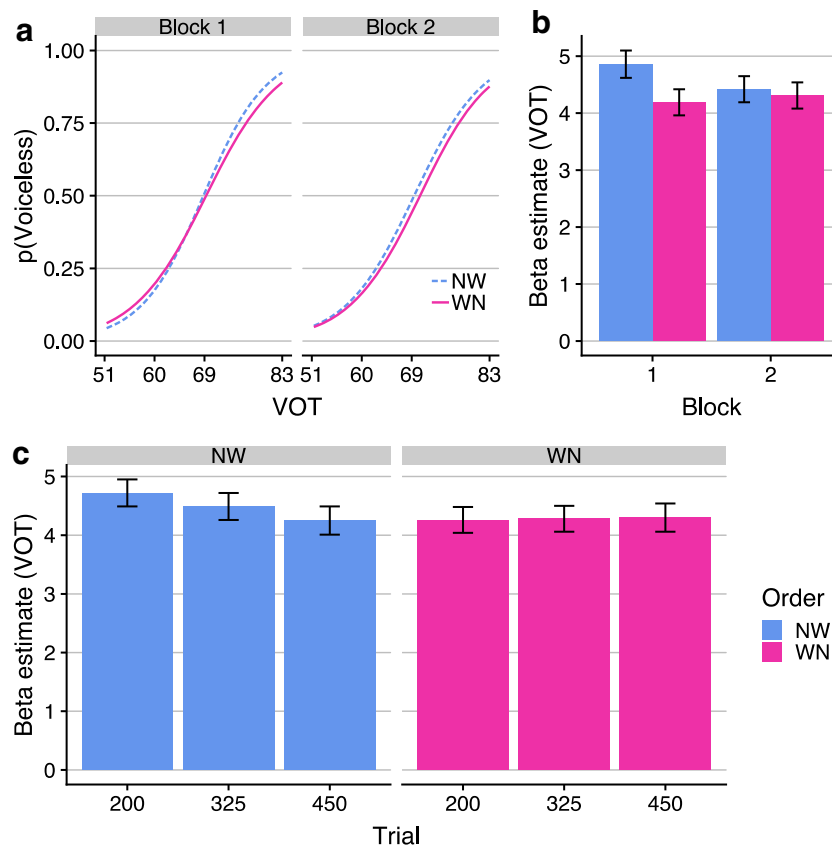 a
Block 1
Block 2
1.00
0.75
0.50
0.25
0.00
p(Voiceless)
NW
WN
51 60 69 83 51 60 69 83
VOT
b
5
4
3
2
1
0
Beta estimate (VOT)
1 2
Block
c
NW
WN
5
4
3
2
1
0
Beta estimate (VOT)
200 325 450 200 325 450
Trial
Order
NW
WN